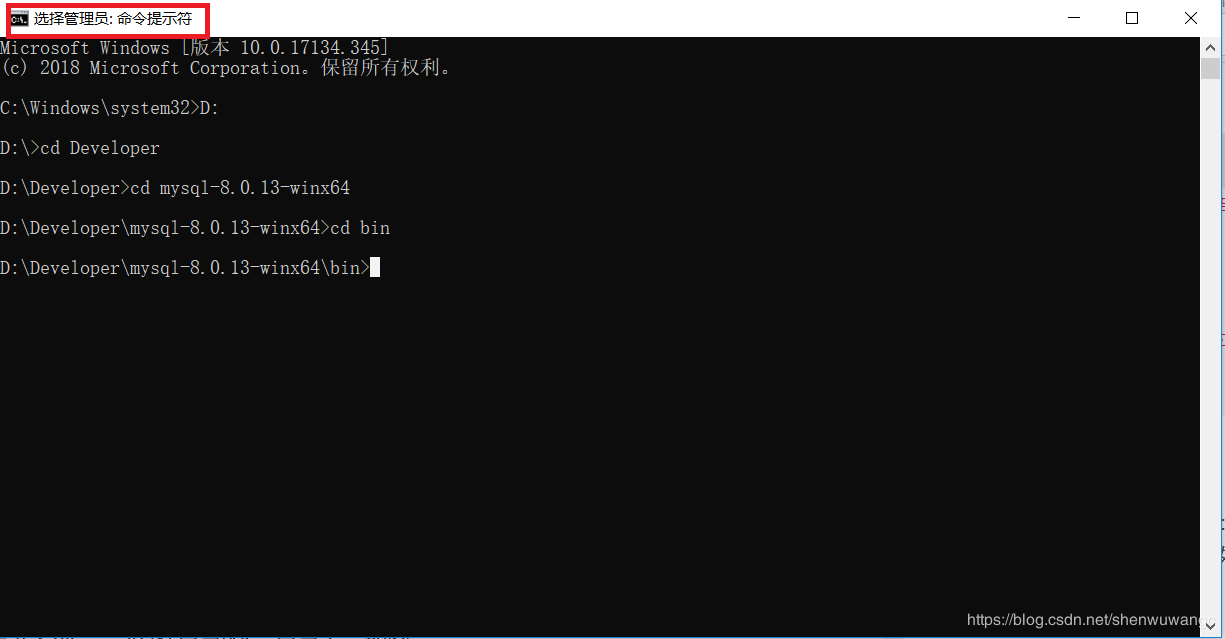 选择管理员: 命令提示符
Microsoft Windows [版本 10.0.17134.345]
(c) 2018 Microsoft Corporation。保留所有权利。
C:\Windows\system32>D:
D:\>cd Developer
D:\Developer>cd mysql-8.0.13-winx64
D:\Developer\mysql-8.0.13-winx64>cd bin
D:\Developer\mysql-8.0.13-winx64\bin>
https://blog.csdn.net/shenwuwang